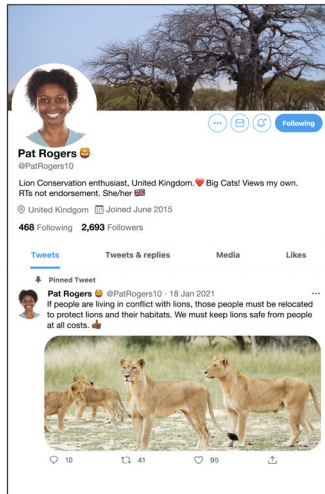 Following
Pat Rogers 🦁
@PatRogers10
Lion Conservation enthusiast, United Kingdom.❤️ Big Cats! Views my own.
RTs not endorsement. She/her 🇬🇧
United Kindgom Joined June 2015
468 Following 2,693 Followers
Tweets Tweets & replies Media Likes
Pinned Tweet
Pat Rogers 🦁 @PatRogers10 · 18 Jan 2021
If people are living in conflict with lions, those people must be relocated
to protect lions and their habitats. We must keep lions safe from people
at all costs. 👍🏾
10 41 95